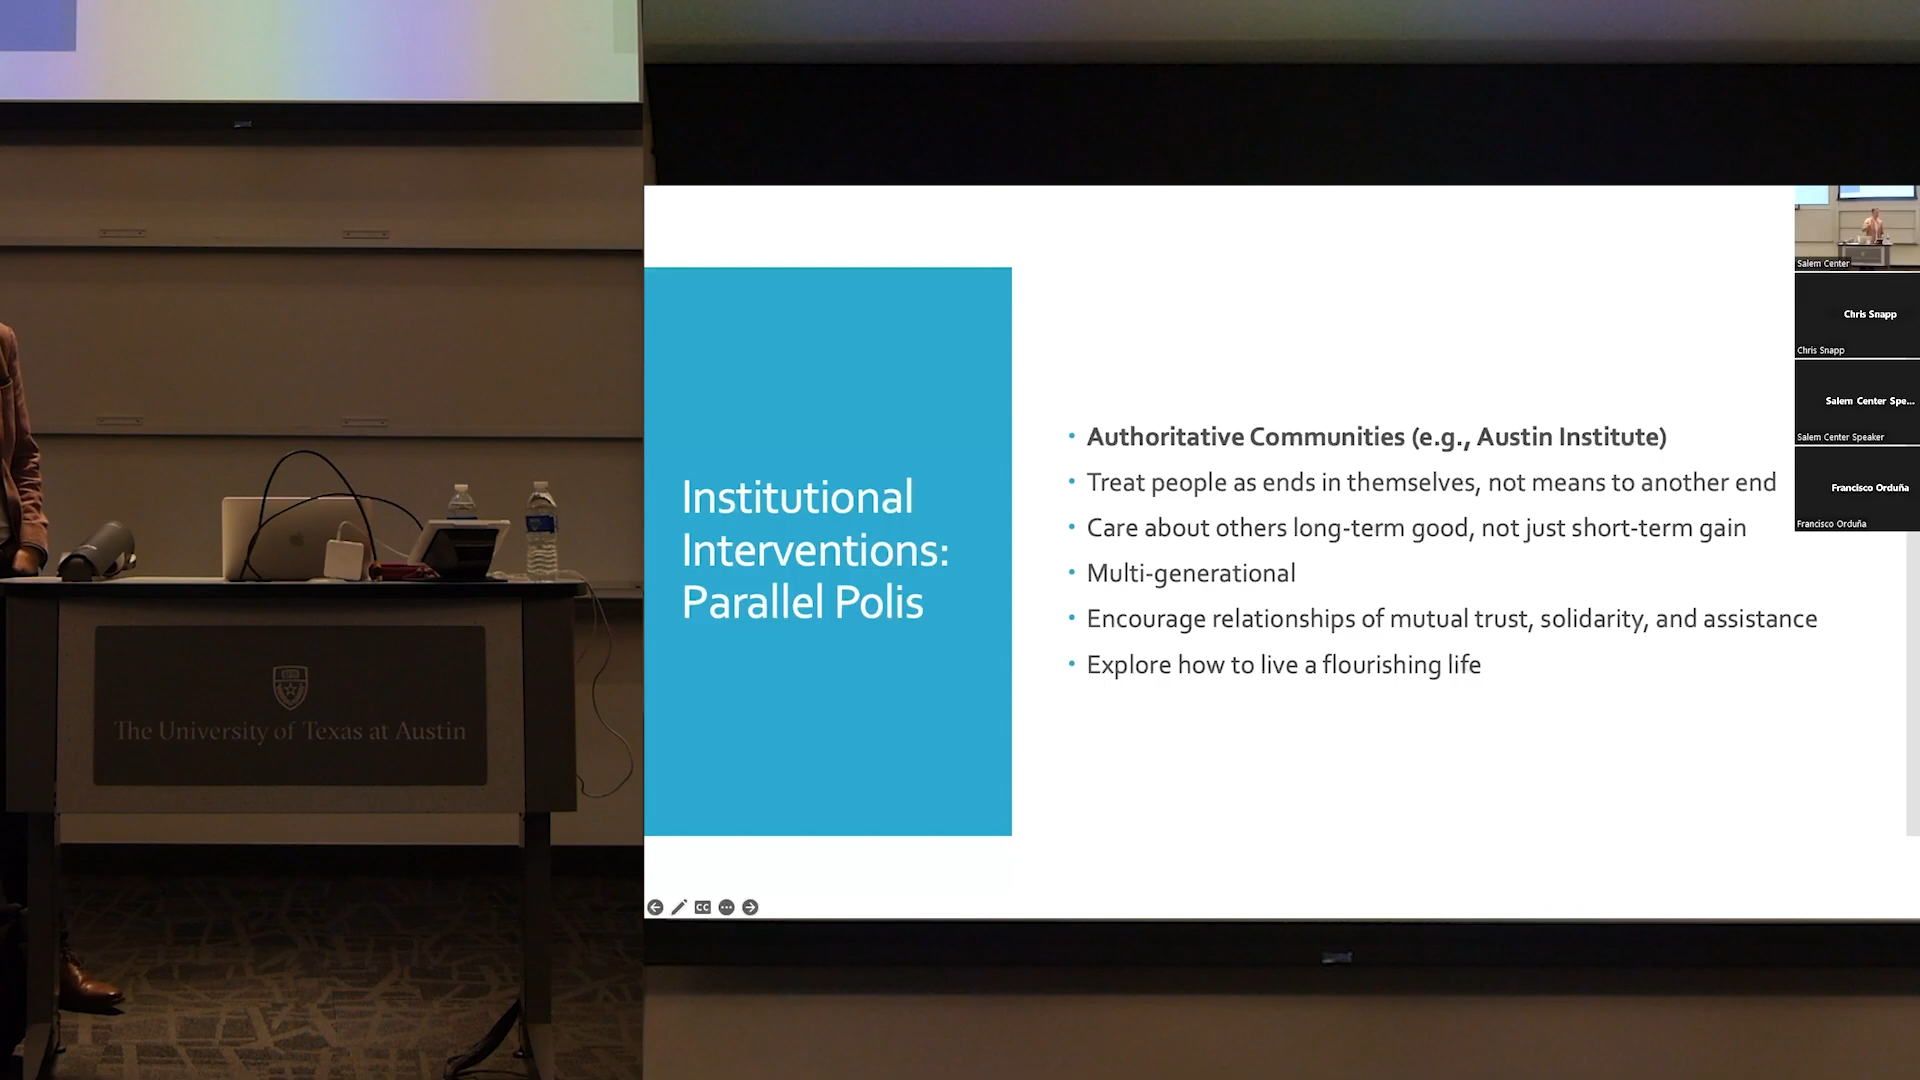 The University of Texas at Austin
Institutional
Interventions:
Parallel Polis
• Authoritative Communities (e.g., Austin Institute)
• Treat people as ends in themselves, not means to another end
• Care about others long-term good, not just short-term gain
• Multi-generational
• Encourage relationships of mutual trust, solidarity, and assistance
• Explore how to live a flourishing life
CC
Salem Center
Chris Snapp
Chris Snapp
Salem Center Spe...
Salem Center Speaker
Francisco Orduña
Francisco Orduña